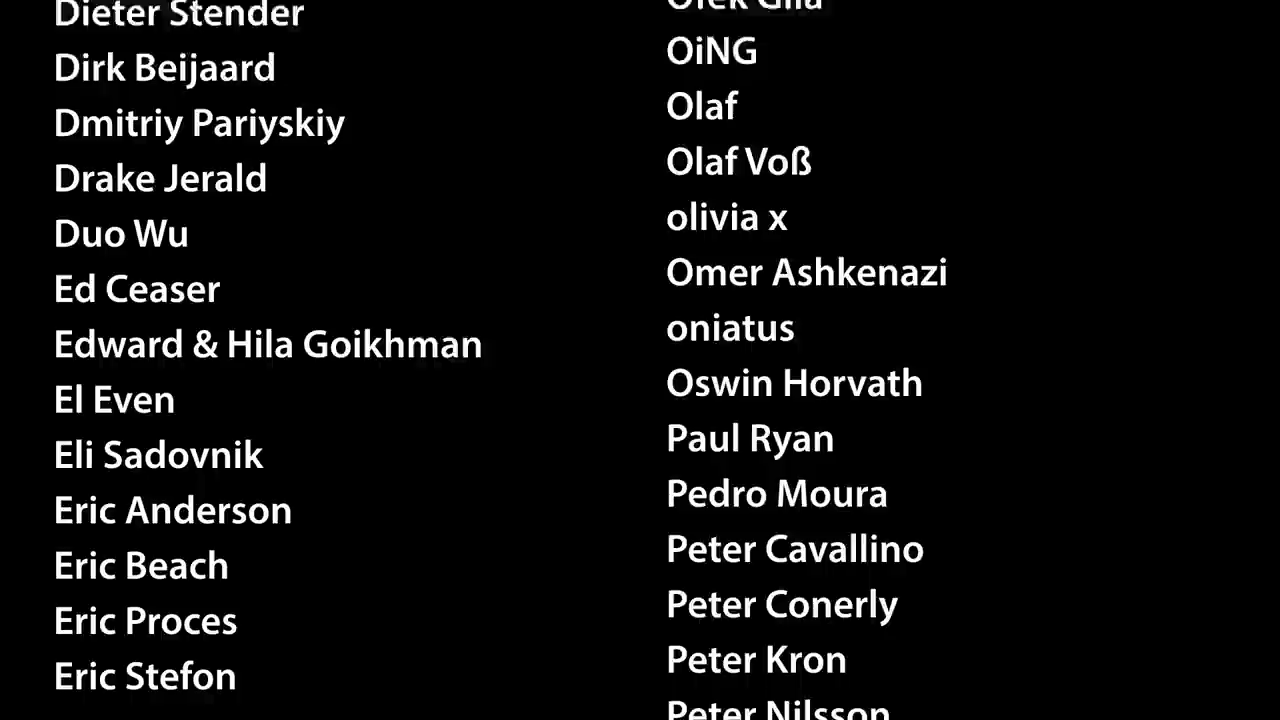 Dieter Stender
Dirk Beijaard
Dmitriy Pariyskiy
Drake Jerald
Duo Wu
Ed Ceaser
Edward & Hila Goikhman
El Even
Eli Sadovnik
Eric Anderson
Eric Beach
Eric Proces
Eric Stefon
OiNG
Olaf
Olaf Voß
olivia x
Omer Ashkenazi
oniatus
Oswin Horvath
Paul Ryan
Pedro Moura
Peter Cavallino
Peter Conerly
Peter Kron
Peter Nilsson